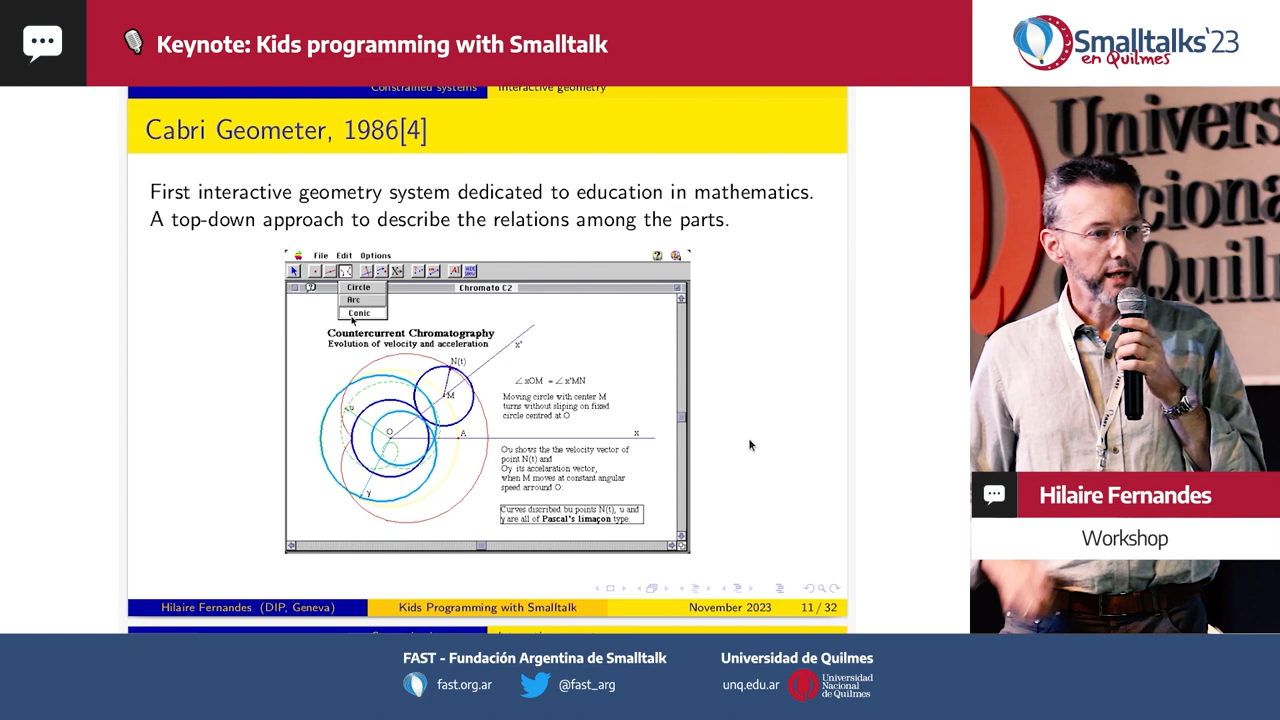 Keynote: Kids programming with Smalltalk
Smalltalks'23
en Quilmes
Constrained systems
Interactive geometry
Cabri Geometer, 1986[4]
First interactive geometry system dedicated to education in mathematics.
A top-down approach to describe the relations among the parts.
File Edit Options
Circle
Arc
Conic
Chromato C2
Countercurrent Chromatography
Evolution of velocity and acceleration
x'
N(t)
M
∠ xOM = ∠ x'MN
Moving circle with center M
turns without sliping on fixed
circle centred at O
u
O
A
x
y
Ou shows the the velocity vector of
point N(t) and
Oy its accelaration vector,
when M moves at constant angular
speed arround O:
Curves discribed bu points N(t), u and
y are all of Pascal's limaçon type.
Hilaire Fernandes (DIP, Geneva)
Kids Programming with Smalltalk
November 2023
11 / 32
Univers
Nacional
Quilmes
Hilaire Fernandes
Workshop
FAST - Fundación Argentina de Smalltalk
fast.org.ar
@fast_arg
Universidad de Quilmes
unq.edu.ar
Universidad
Nacional
de Quilmes